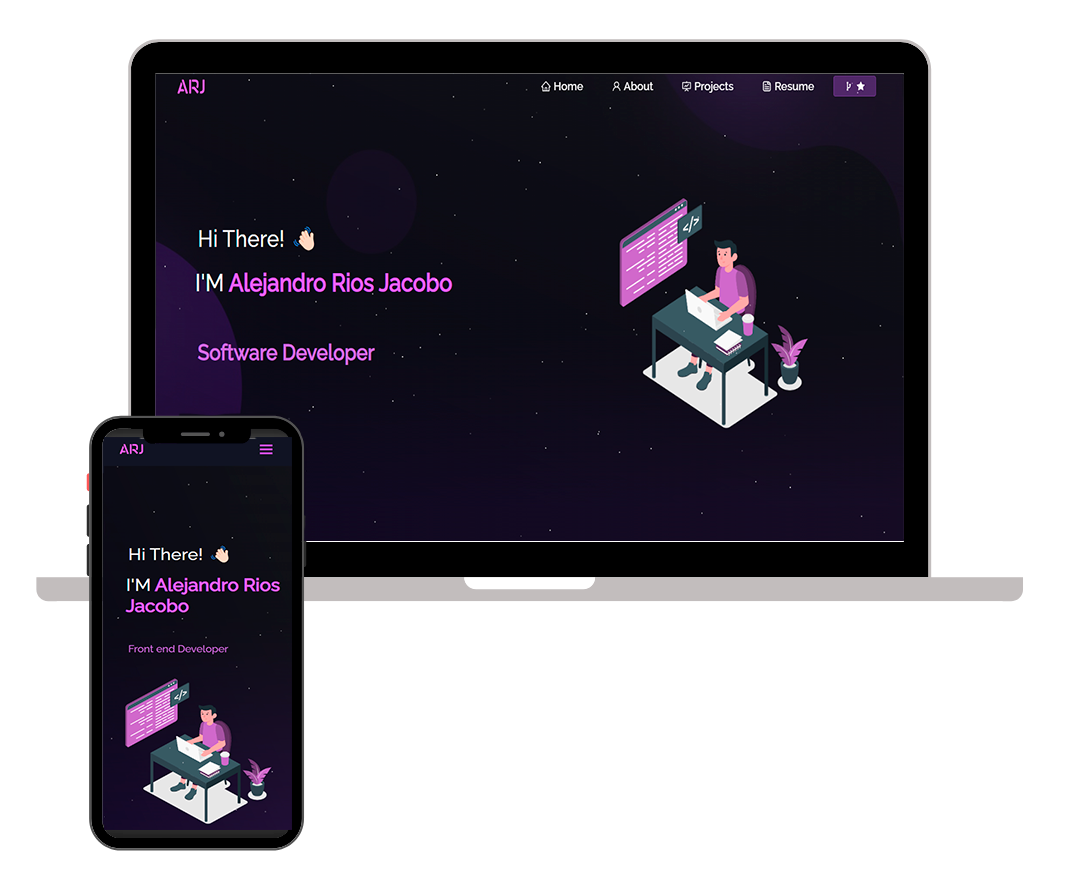 ARJ
Home About Projects Resume
Hi There!
I'M Alejandro Rios Jacobo
Software Developer
</>
ARJ
Hi There!
I'M Alejandro Rios
Jacobo
Front end Developer
</>